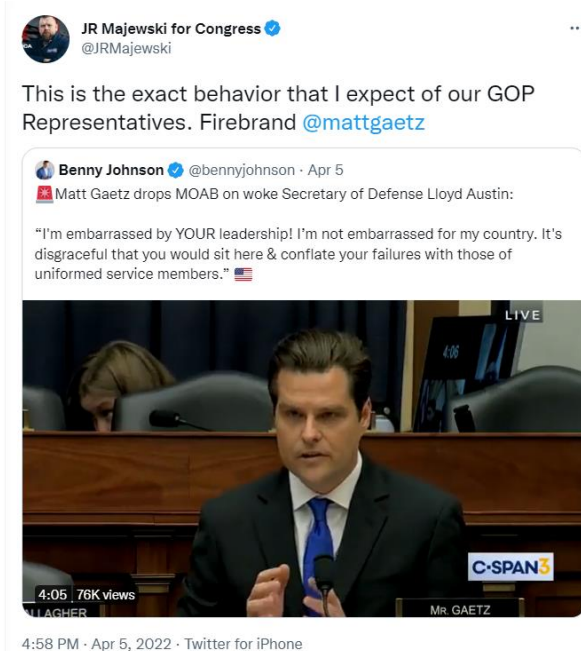 JR Majewski for Congress
@JRMajewski
This is the exact behavior that I expect of our GOP
Representatives. Firebrand @mattgaetz
Benny Johnson @bennyjohnson · Apr 5
Matt Gaetz drops MOAB on woke Secretary of Defense Lloyd Austin:
“I'm embarrassed by YOUR leadership! I’m not embarrassed for my country. It's
disgraceful that you would sit here & conflate your failures with those of
uniformed service members.”
LIVE
4:06
C·SPAN3
4:05 76K views
LLAGHER
MR. GAETZ
4:58 PM · Apr 5, 2022 · Twitter for iPhone